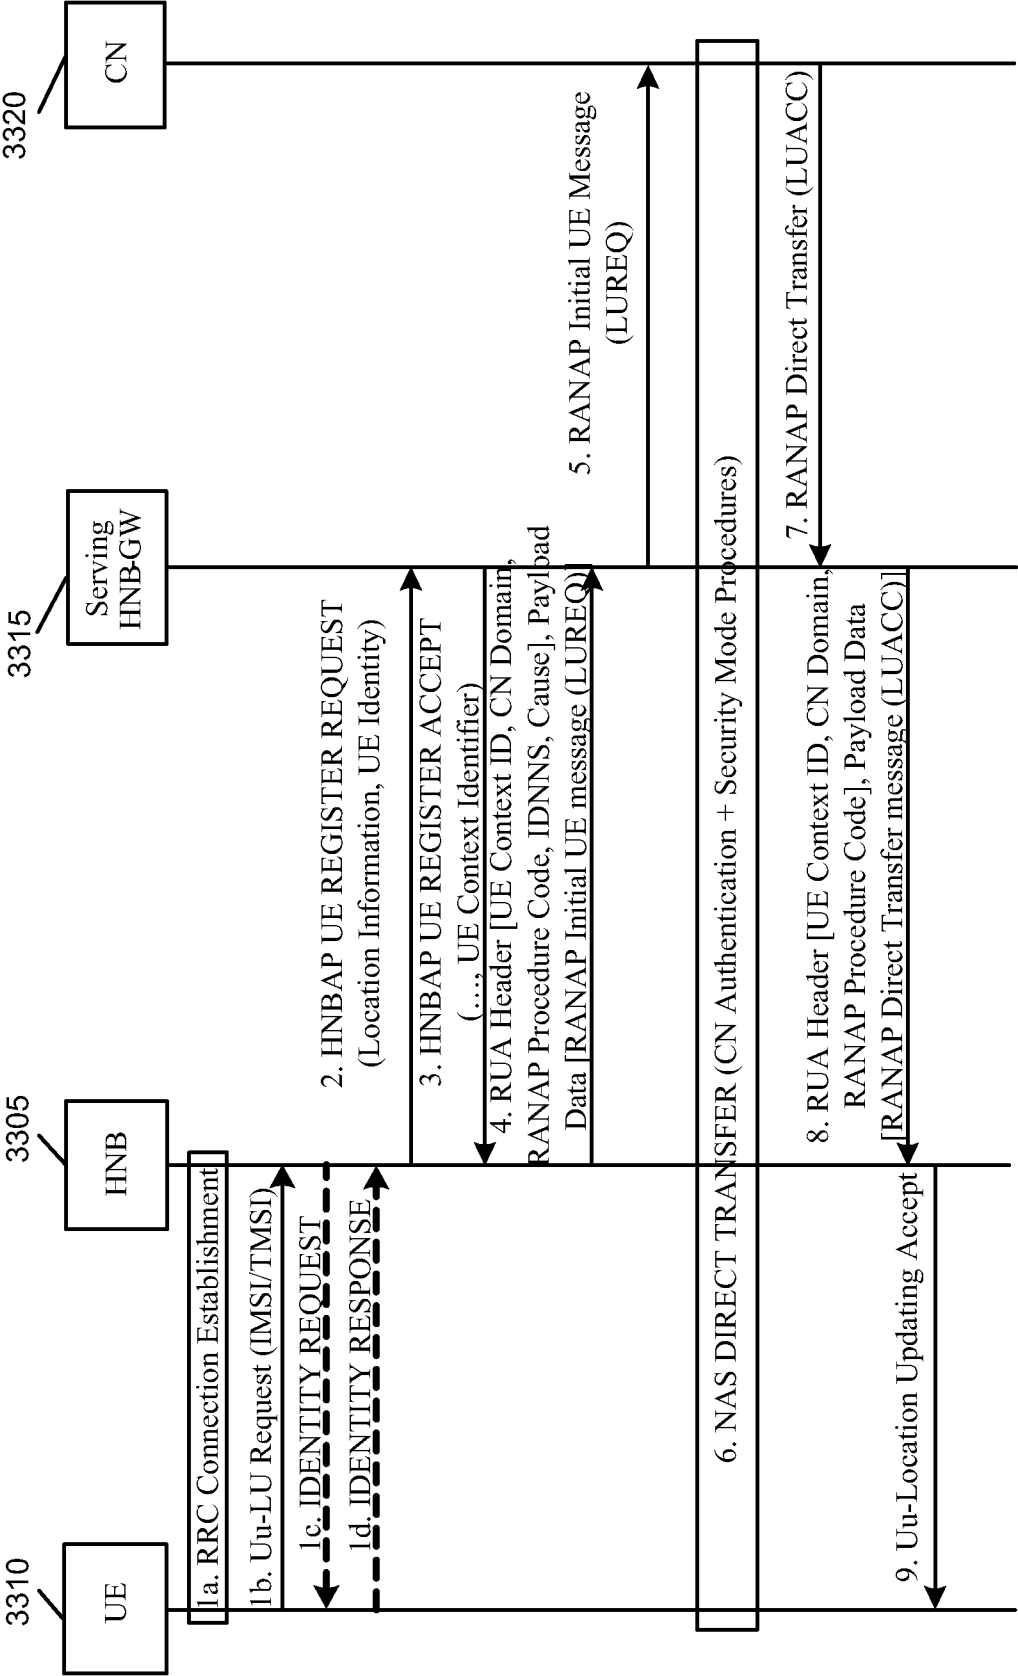 3310
3305
3315
3320
UE
HNB
Serving
HNB-GW
CN
1a. RRC Connection Establishment
1b. Uu-LU Request (IMSI/TMSI)
1c. IDENTITY REQUEST
1d. IDENTITY RESPONSE
2. HNBAP UE REGISTER REQUEST
(Location Information, UE Identity)
3. HNBAP UE REGISTER ACCEPT
(…, UE Context Identifier)
4. RUA Header [UE Context ID, CN Domain,
RANAP Procedure Code, IDNNS, Cause], Payload
Data [RANAP Initial UE message (LUREQ)]
5. RANAP Initial UE Message
(LUREQ)
6. NAS DIRECT TRANSFER (CN Authentication + Security Mode Procedures)
7. RANAP Direct Transfer (LUACC)
8. RUA Header [UE Context ID, CN Domain,
RANAP Procedure Code], Payload Data
[RANAP Direct Transfer message (LUACC)]
9. Uu-Location Updating Accept